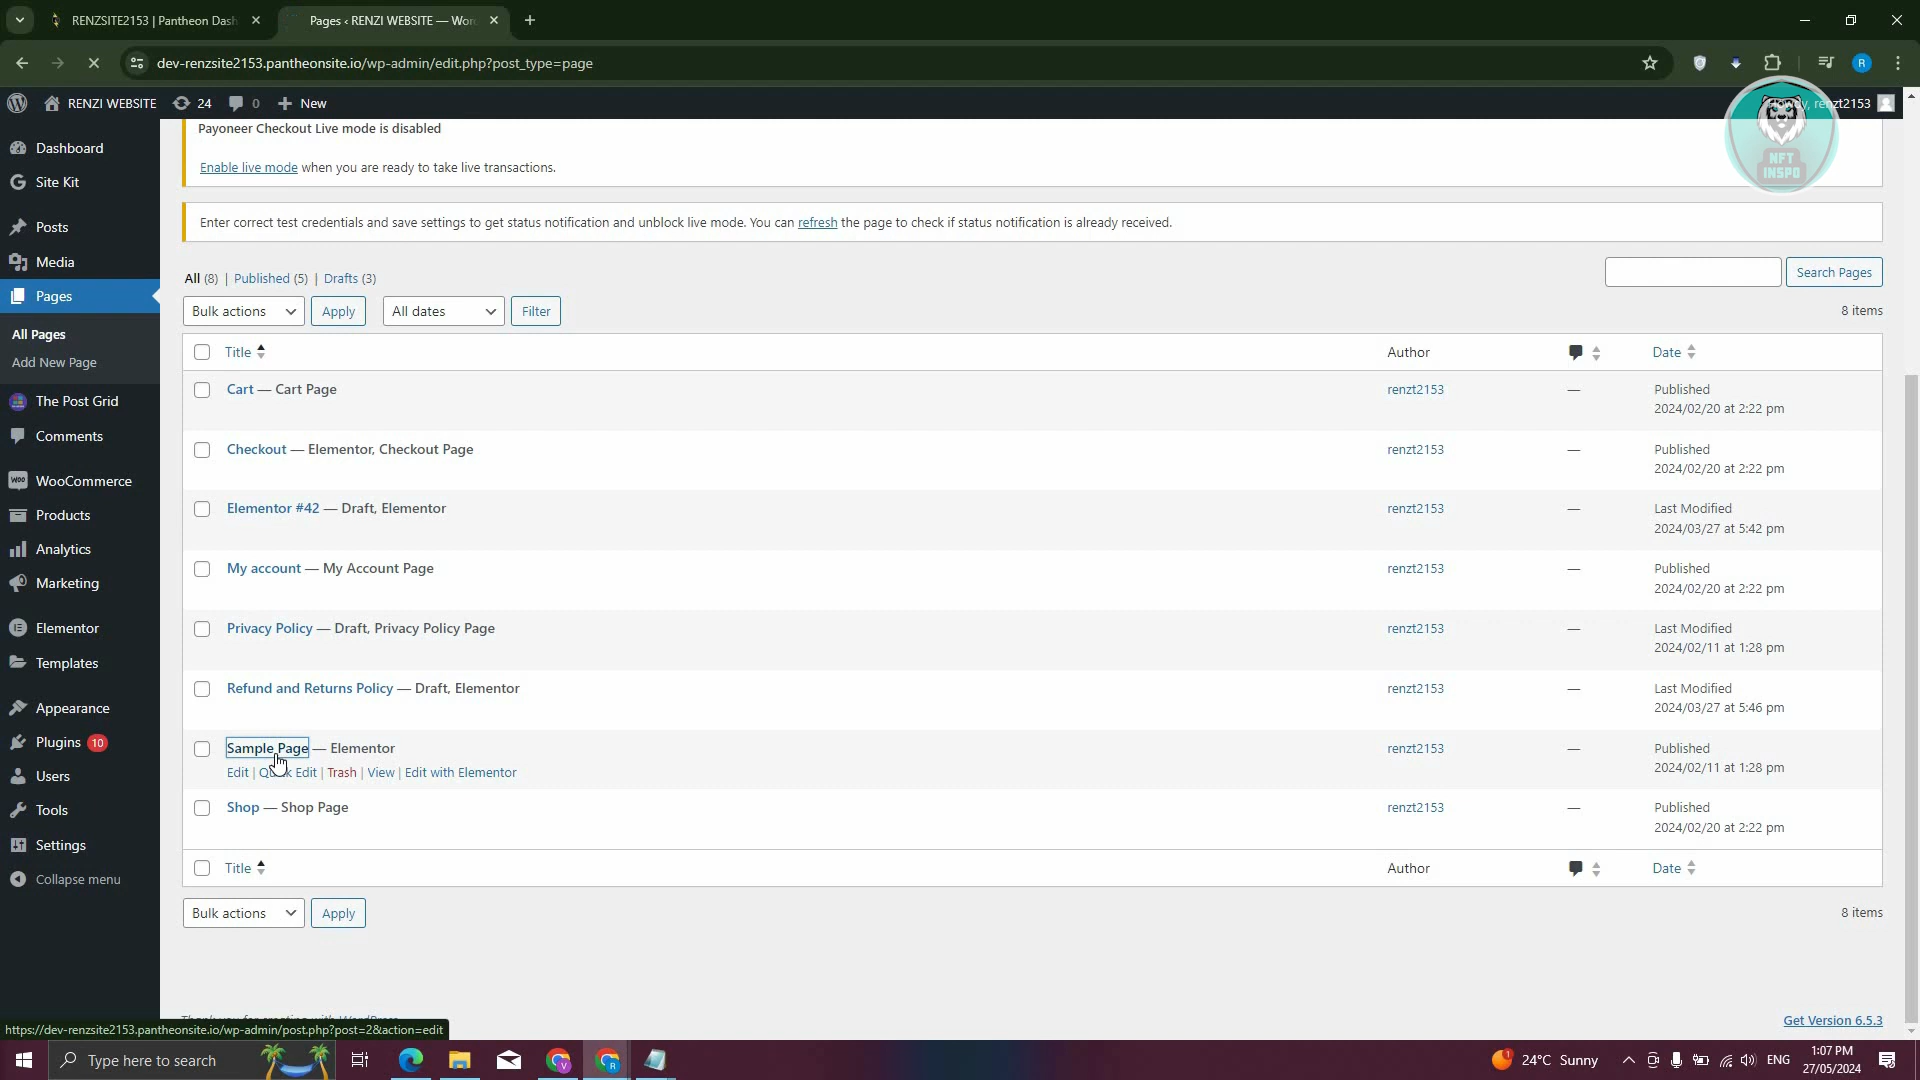 RENZSITE2153 | Pantheon Dash
Pages ‹ RENZI WEBSITE — Wor
dev-renzsite2153.pantheonsite.io/wp-admin/edit.php?post_type=page
R
RENZI WEBSITE
24
0
New
renzt2153
NFT
INSPO
Dashboard
Site Kit
Posts
Media
Pages
All Pages
Add New Page
The Post Grid
Comments
WooCommerce
Products
Analytics
Marketing
Elementor
Templates
Appearance
Plugins 10
Users
Tools
Settings
Collapse menu
Payoneer Checkout Live mode is disabled
Enable live mode when you are ready to take live transactions.
Enter correct test credentials and save settings to get status notification and unblock live mode. You can refresh the page to check if status notification is already received.
All (8) | Published (5) | Drafts (3)
Search Pages
Bulk actions
Apply
All dates
Filter
8 items
Title
Author
Date
Cart — Cart Page
renzt2153
—
Published
2024/02/20 at 2:22 pm
Checkout — Elementor, Checkout Page
renzt2153
—
Published
2024/02/20 at 2:22 pm
Elementor #42 — Draft, Elementor
renzt2153
—
Last Modified
2024/03/27 at 5:42 pm
My account — My Account Page
renzt2153
—
Published
2024/02/20 at 2:22 pm
Privacy Policy — Draft, Privacy Policy Page
renzt2153
—
Last Modified
2024/02/11 at 1:28 pm
Refund and Returns Policy — Draft, Elementor
renzt2153
—
Last Modified
2024/03/27 at 5:46 pm
Sample Page — Elementor
Edit | Quick Edit | Trash | View | Edit with Elementor
renzt2153
—
Published
2024/02/11 at 1:28 pm
Shop — Shop Page
renzt2153
—
Published
2024/02/20 at 2:22 pm
Title
Author
Date
Bulk actions
Apply
8 items
Get Version 6.5.3
https://dev-renzsite2153.pantheonsite.io/wp-admin/post.php?post=2&action=edit
Type here to search
24°C Sunny
ENG
1:07 PM
27/05/2024